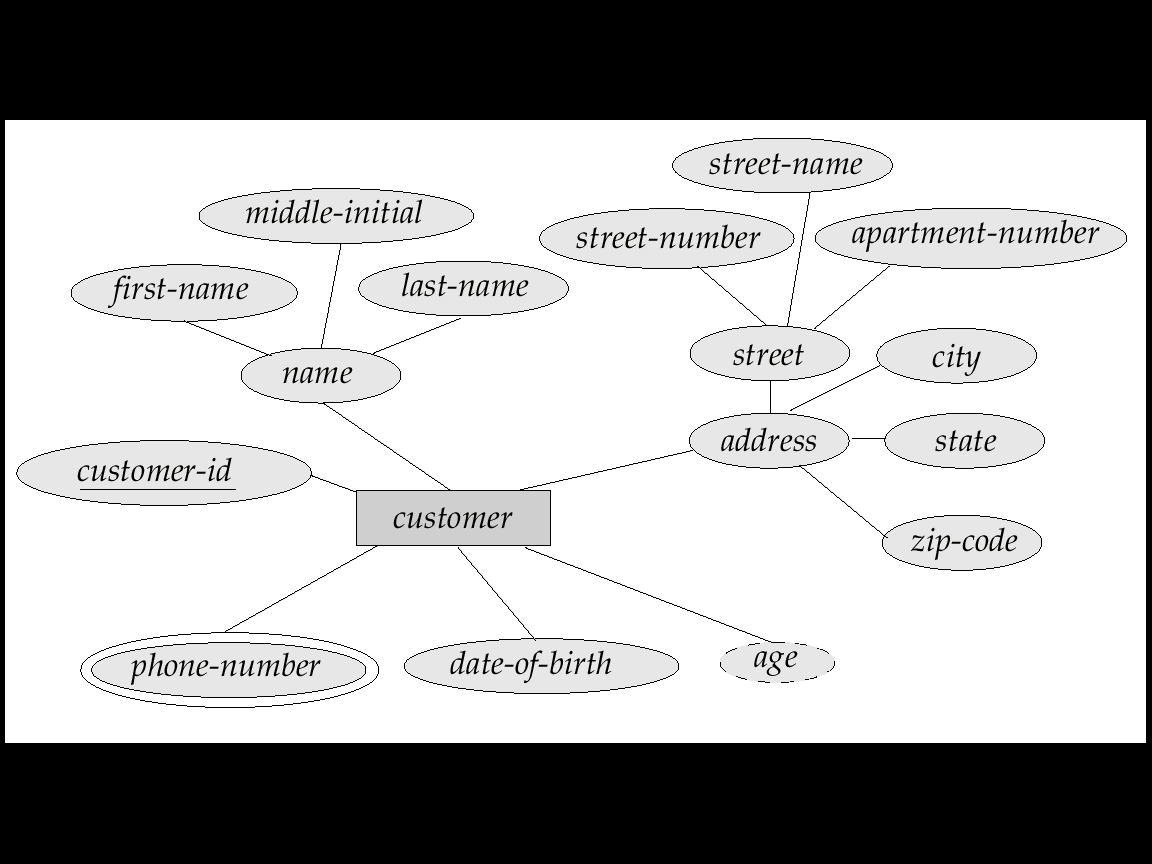 street-name
middle-initial
street-number
apartment-number
first-name
last-name
name
street
city
address
state
customer-id
customer
zip-code
phone-number
date-of-birth
age